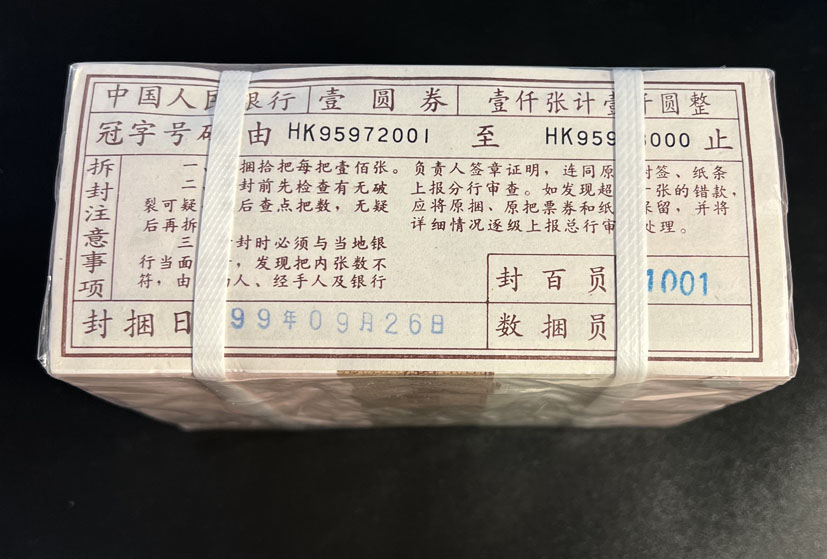 中国人民银行 壹圆券 壹仟张计壹仟圆整
冠字号码由 HK95972001 至 HK959 3000 止
拆封注意事项
一、 捆拾把每把壹佰张。
二、 封前先检查有无破
裂可疑 后查点把数，无疑
后再拆
三、 封时必须与当地银
行当面 ，发现把内张数不
符，由 人、经手人及银行
负责人签章证明，连同原 封签、纸条
上报分行审查。如发现超 一张的错款，
应将原捆、原把票券和纸 保留，并将
详细情况逐级上报总行审 处理。
封百员 1001
封捆日 99年09月26日
数捆员